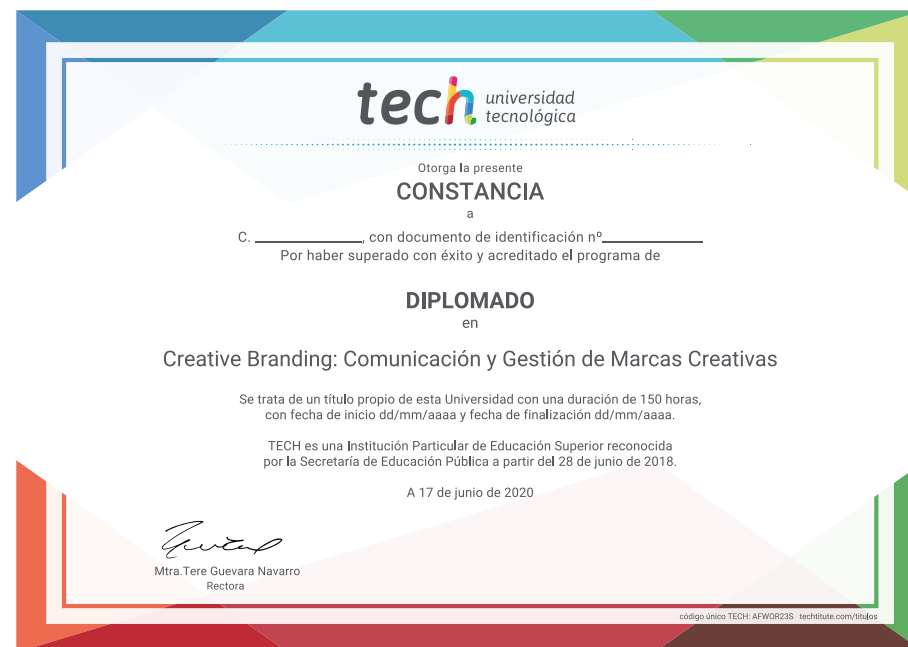 tech universidad
tecnológica
Otorga la presente
CONSTANCIA
a
C. ____________, con documento de identificación nº____________
Por haber superado con éxito y acreditado el programa de
DIPLOMADO
en
Creative Branding: Comunicación y Gestión de Marcas Creativas
Se trata de un título propio de esta Universidad con una duración de 150 horas,
con fecha de inicio dd/mm/aaaa y fecha de finalización dd/mm/aaaa.
TECH es una Institución Particular de Educación Superior reconocida
por la Secretaría de Educación Pública a partir del 28 de junio de 2018.
A 17 de junio de 2020
Mtra.Tere Guevara Navarro
Rectora
código único TECH: AFWOR23S techtitute.com/titulos